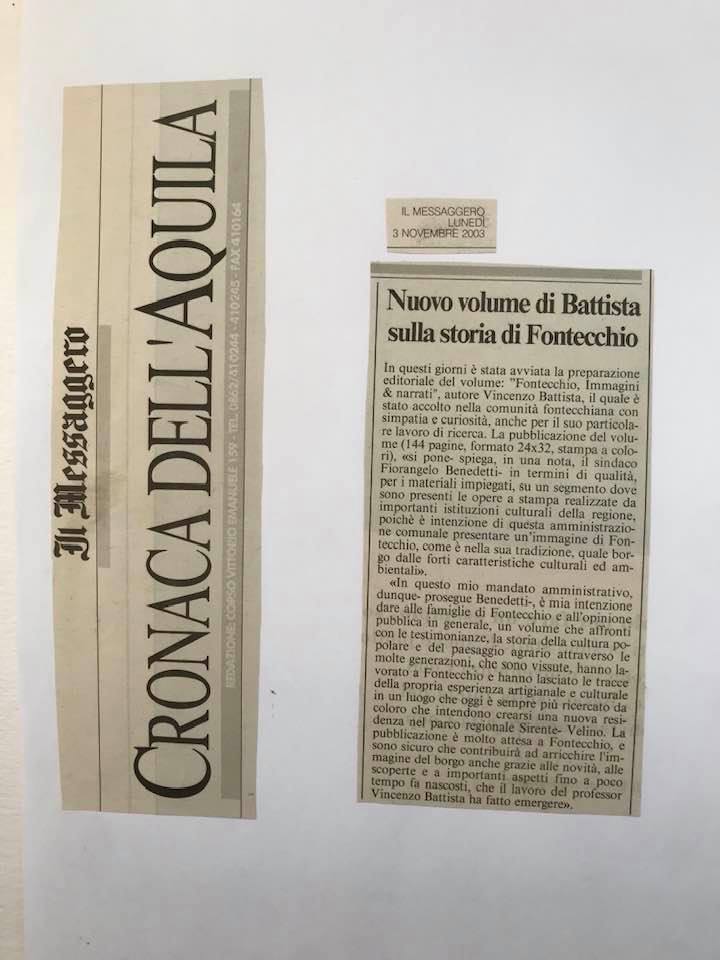 Il Messaggero
CRONACA DELL'AQUILA
REDAZIONE: CORSO VITTORIO EMANUELE 159 - TEL. 0862/410244 - 410245 - FAX 410164
IL MESSAGGERO
LUNEDÌ
3 NOVEMBRE 2003
Nuovo volume di Battista
sulla storia di Fontecchio
In questi giorni è stata avviata la preparazione
editoriale del volume: "Fontecchio, Immagini
& narrati", autore Vincenzo Battista, il quale è
stato accolto nella comunità fontecchiana con
simpatia e curiosità, anche per il suo particola-
re lavoro di ricerca. La pubblicazione del volu-
me (144 pagine, formato 24x32, stampa a colo-
ri), «si pone- spiega, in una nota, il sindaco
Fiorangelo Benedetti- in termini di qualità,
per i materiali impiegati, su un segmento dove
sono presenti le opere a stampa realizzate da
importanti istituzioni culturali della regione,
poichè è intenzione di questa amministrazio-
ne comunale presentare un'immagine di Fon-
tecchio, come è nella sua tradizione, quale bor-
go dalle forti caratteristiche culturali ed am-
bientali».
«In questo mio mandato amministrativo,
dunque- prosegue Benedetti-, è mia intenzione
dare alle famiglie di Fontecchio e all'opinione
pubblica in generale, un volume che affronti
con le testimonianze, la storia della cultura po-
polare e del paesaggio agrario attraverso le
molte generazioni, che sono vissute, hanno la-
vorato a Fontecchio e hanno lasciato le tracce
della propria esperienza artigianale e culturale
in un luogo che oggi è sempre più ricercato da
coloro che intendono crearsi una nuova resi-
denza nel parco regionale Sirente- Velino. La
pubblicazione è molto attesa a Fontecchio, e
sono sicuro che contribuirà ad arricchire l'im-
magine del borgo anche grazie alle novità, alle
scoperte e a importanti aspetti fino a poco
tempo fa nascosti, che il lavoro del professor
Vincenzo Battista ha fatto emergere».